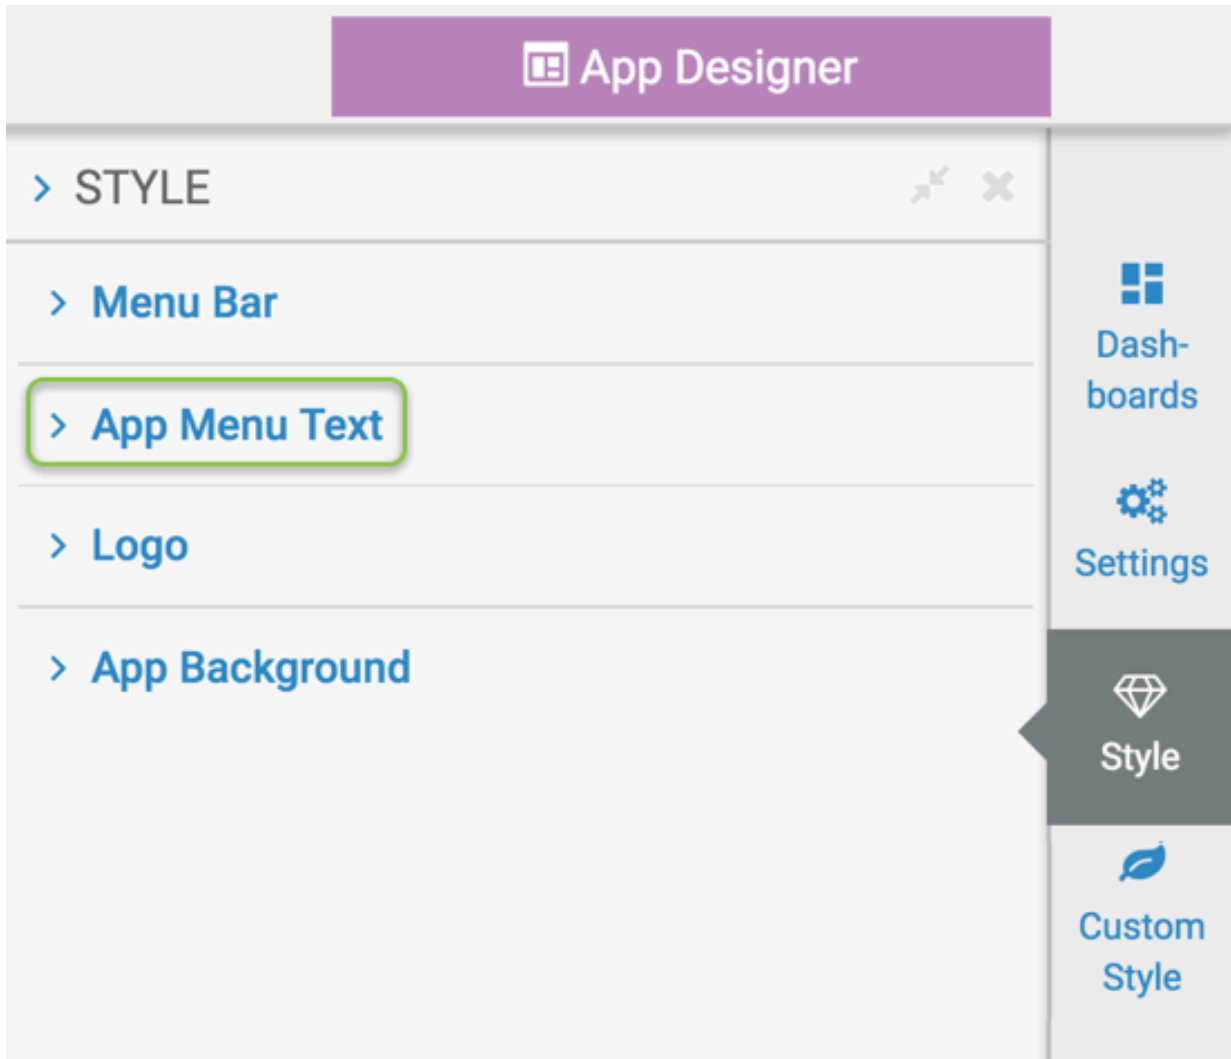 App Designer
STYLE
Menu Bar
App Menu Text
Logo
App Background
Dash-
boards
Settings
Style
Custom
Style